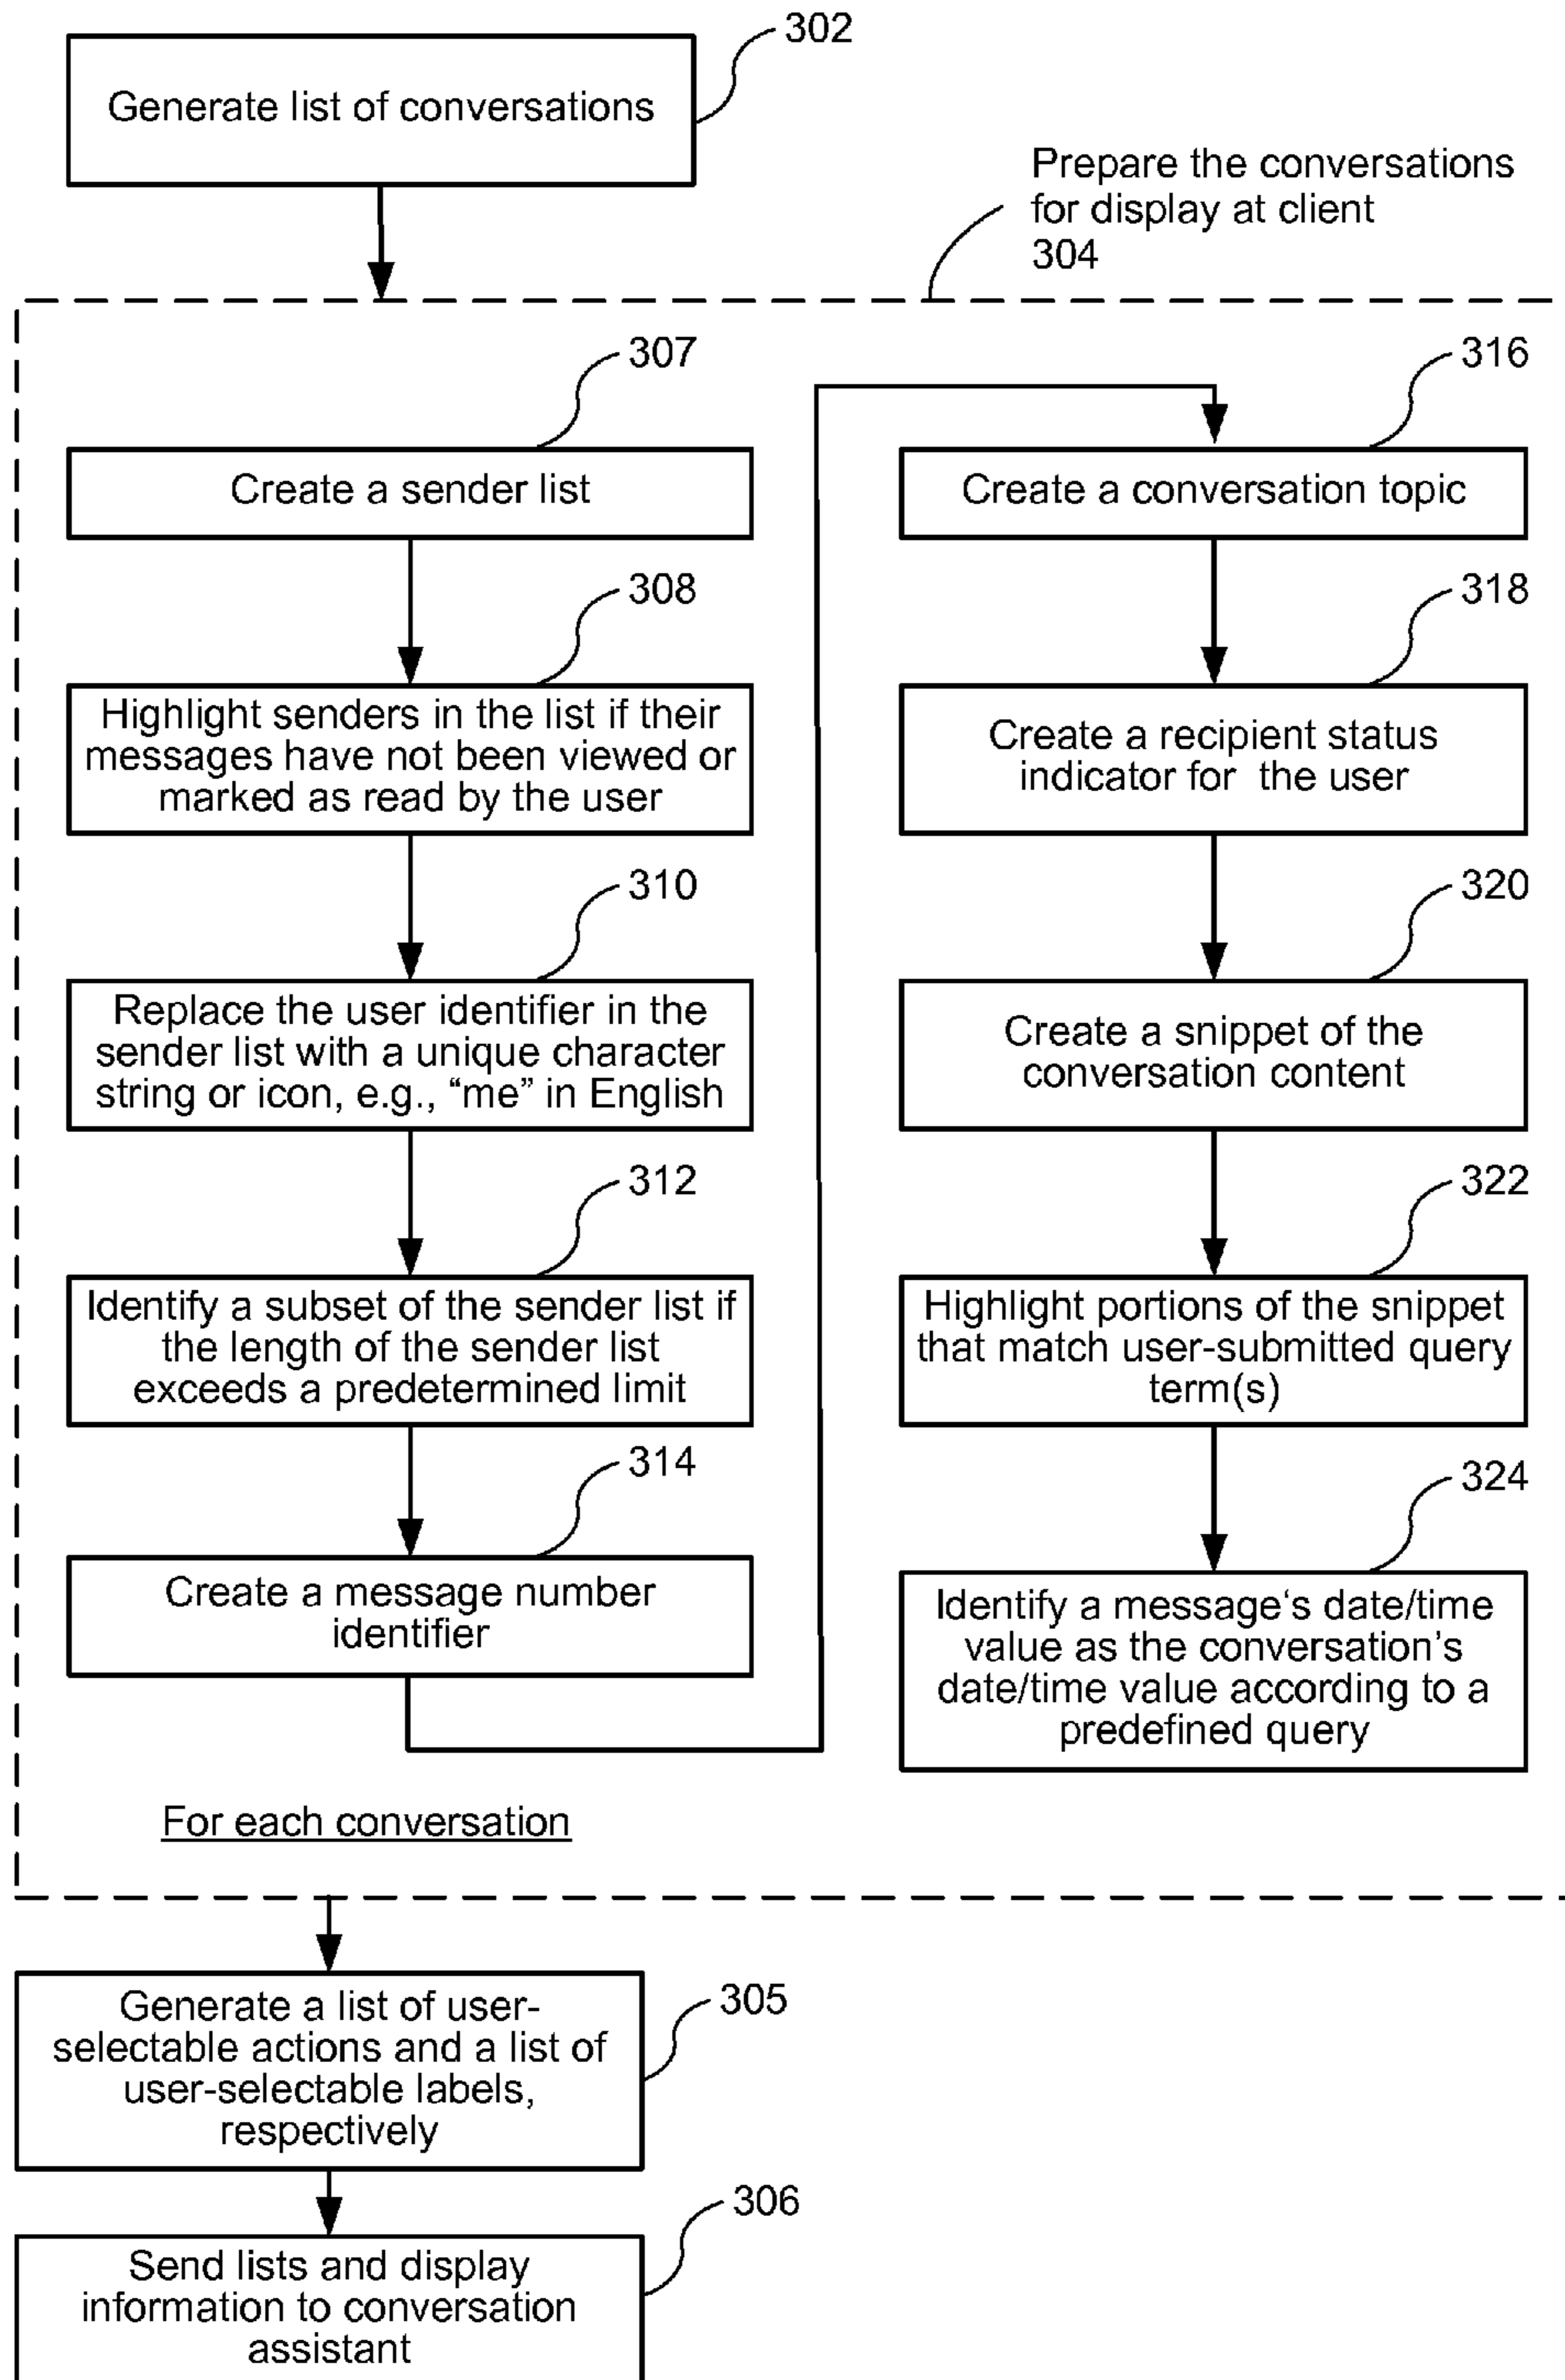 302
Generate list of conversations
Prepare the conversations
for display at client
304
307
Create a sender list
308
Highlight senders in the list if their
messages have not been viewed or
marked as read by the user
310
Replace the user identifier in the
sender list with a unique character
string or icon, e.g., “me” in English
312
Identify a subset of the sender list if
the length of the sender list
exceeds a predetermined limit
314
Create a message number
identifier
316
Create a conversation topic
318
Create a recipient status
indicator for the user
320
Create a snippet of the
conversation content
322
Highlight portions of the snippet
that match user-submitted query
term(s)
324
Identify a message‘s date/time
value as the conversation’s
date/time value according to a
predefined query
For each conversation
305
Generate a list of user-
selectable actions and a list of
user-selectable labels,
respectively
306
Send lists and display
information to conversation
assistant